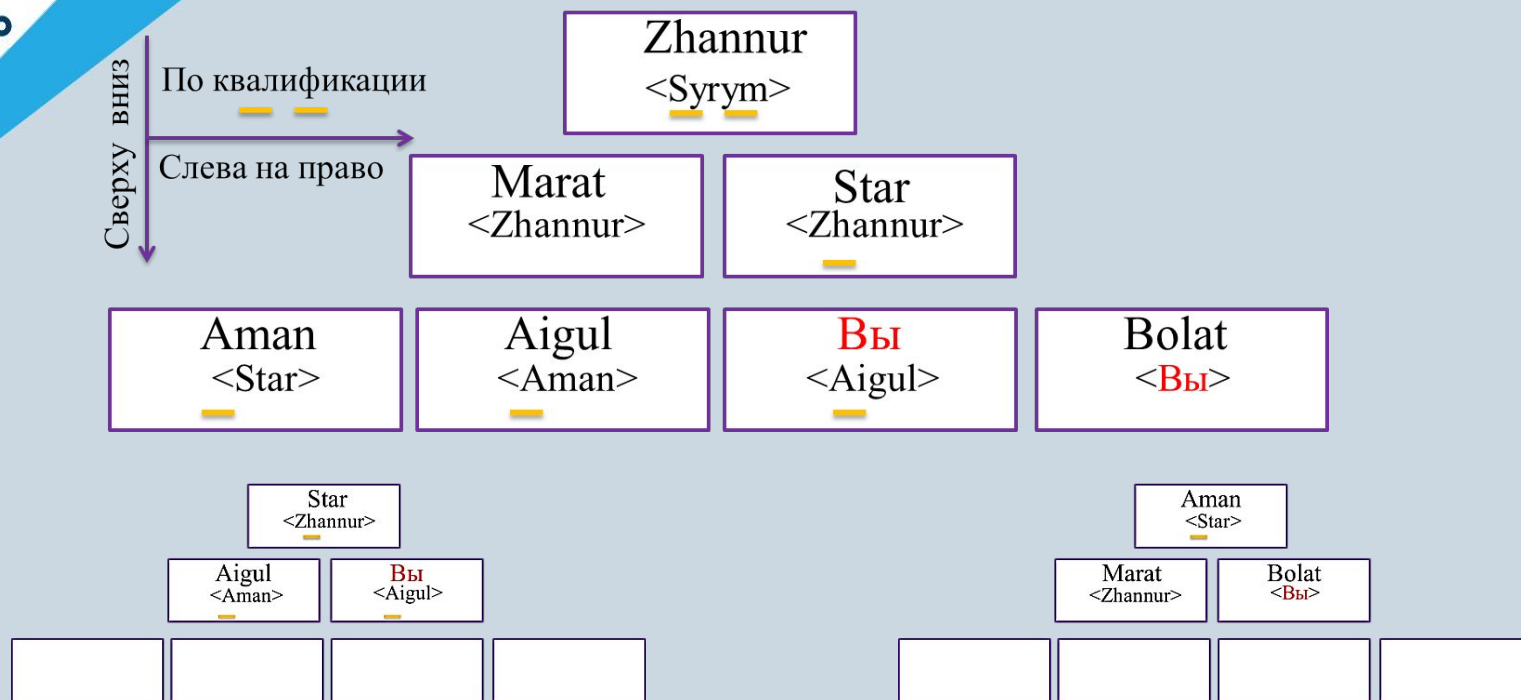 Сверху вниз
По квалификации
Слева на право
Zhannur
<Syrym>
Marat
<Zhannur>
Star
<Zhannur>
Aman
<Star>
Aigul
<Aman>
Вы
<Aigul>
Bolat
<Вы>
Star
<Zhannur>
Aigul
<Aman>
Вы
<Aigul>
Aman
<Star>
Marat
<Zhannur>
Bolat
<Вы>